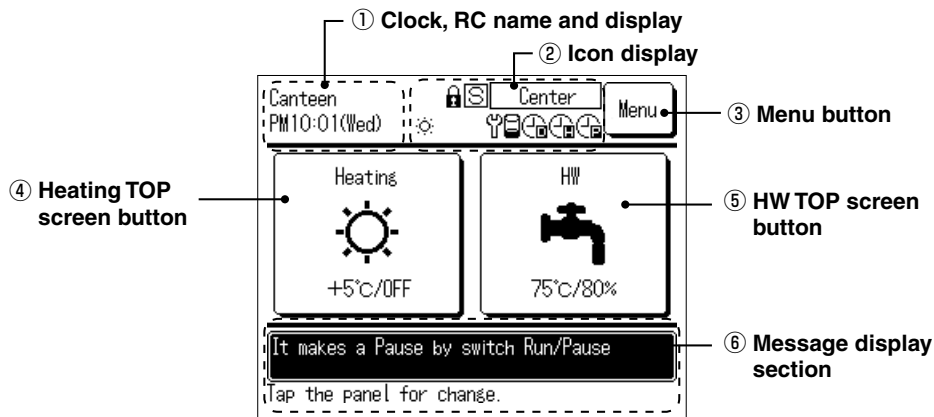 ① Clock, RC name and display
② Icon display
Canteen
PM10:01(Wed)
S
Center
Menu
③ Menu button
④ Heating TOP
screen button
Heating
+5℃/OFF
HW
75℃/80%
⑤ HW TOP screen
button
It makes a Pause by switch Run/Pause
Tap the panel for change.
⑥ Message display
section